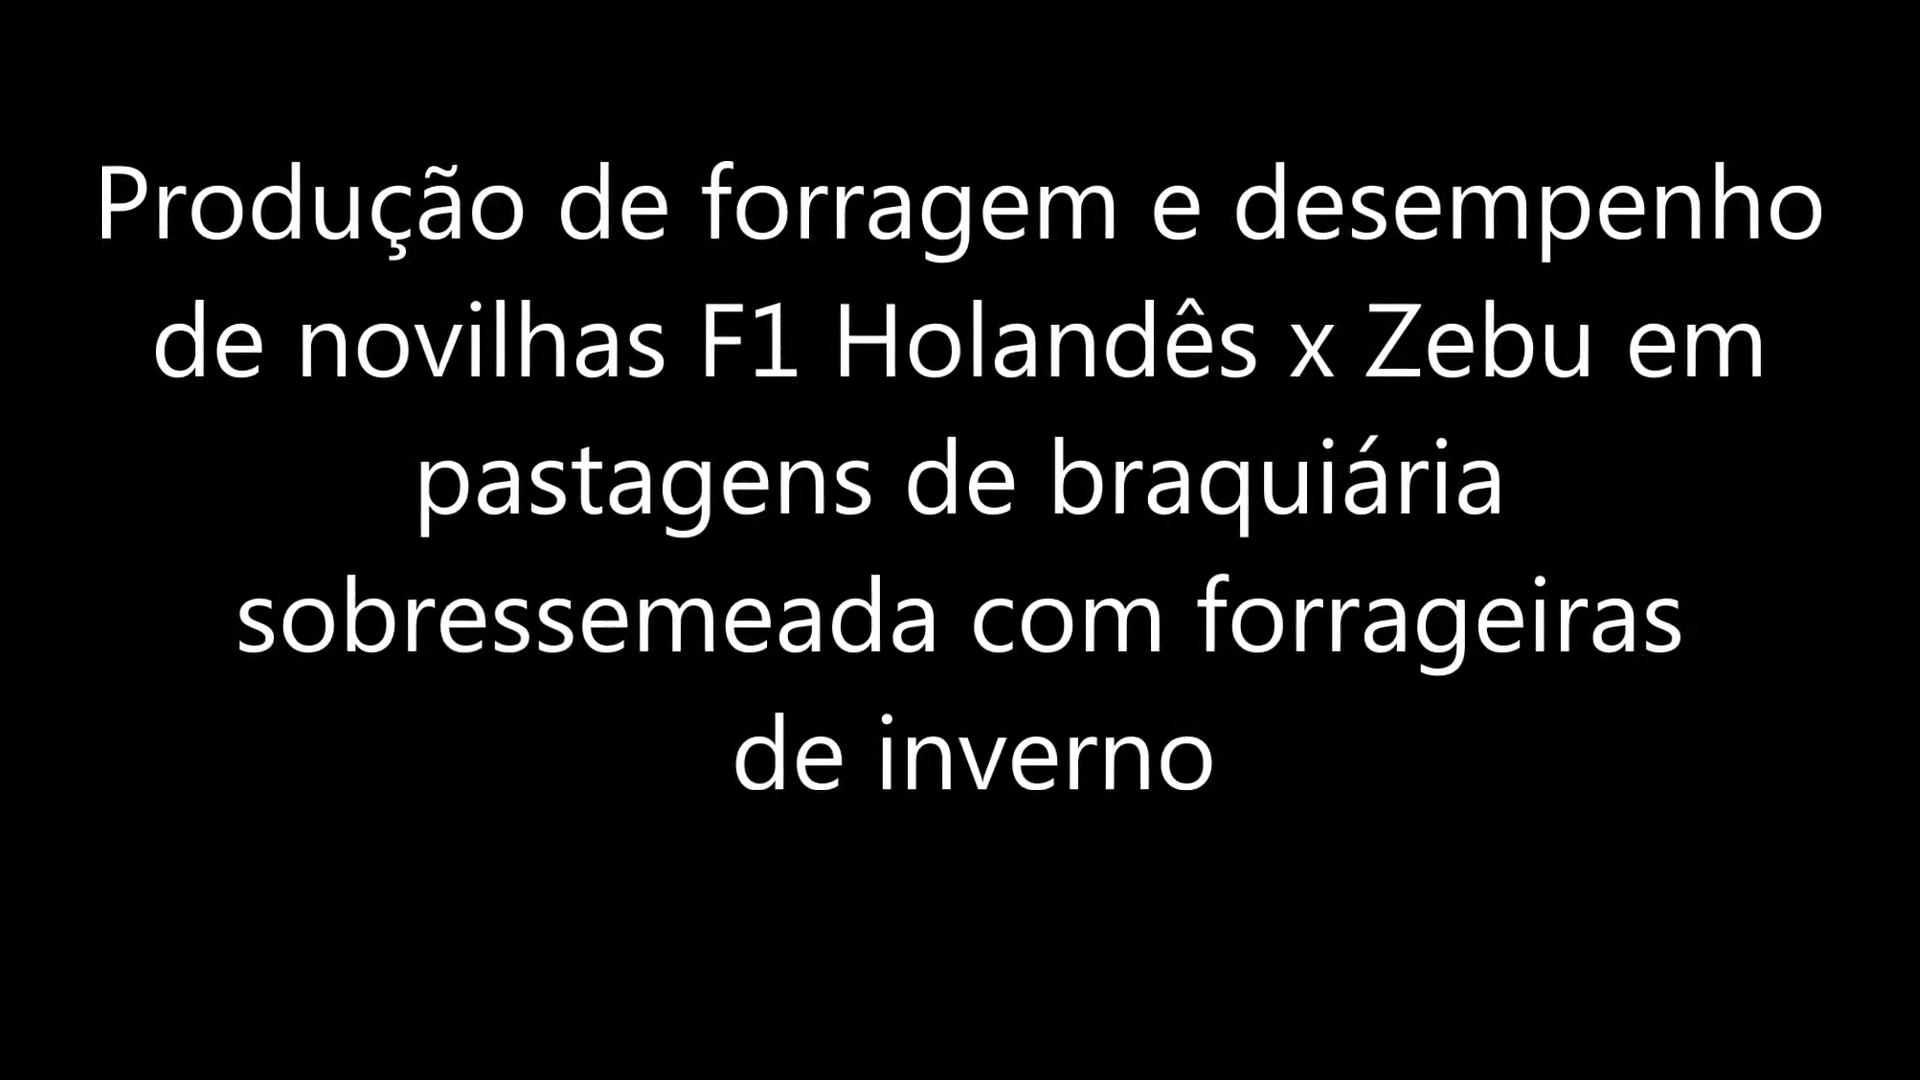 Produção de forragem e desempenho
de novilhas F1 Holandês x Zebu em
pastagens de braquiária
sobressemeada com forrageiras
de inverno